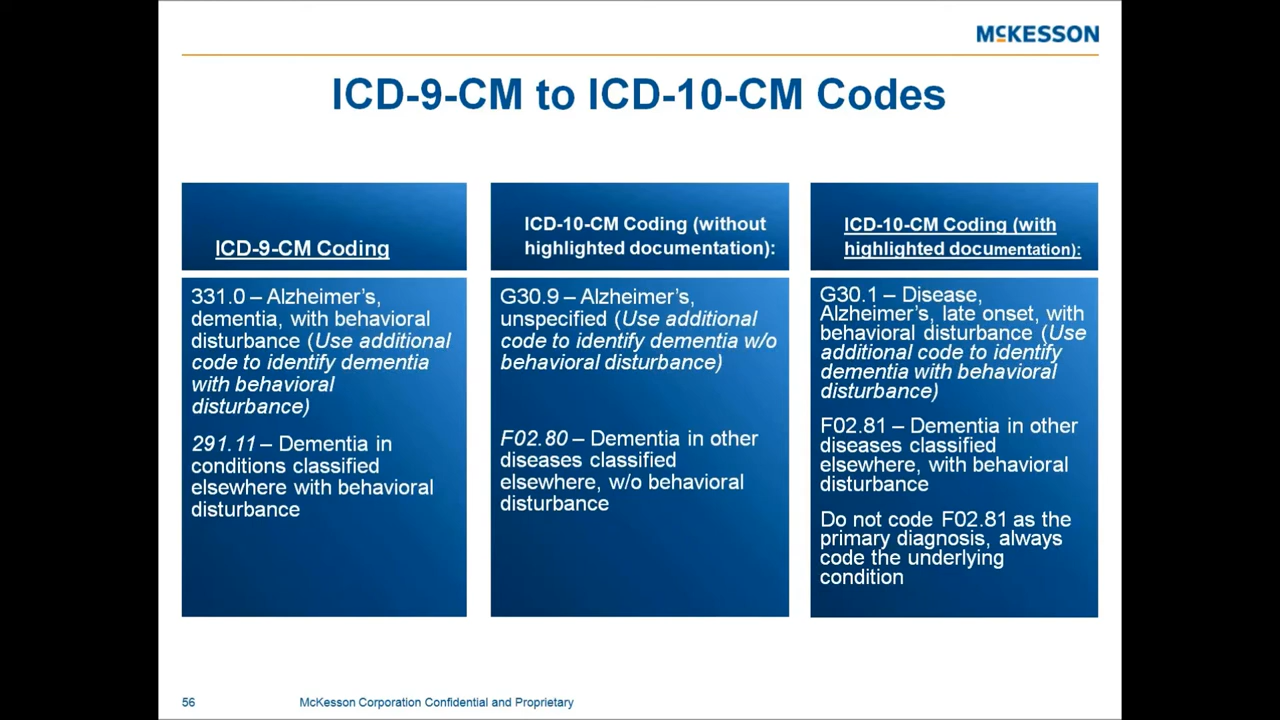 McKESSON
ICD-9-CM to ICD-10-CM Codes
ICD-9-CM Coding
331.0 – Alzheimer's,
dementia, with behavioral
disturbance (Use additional
code to identify dementia
with behavioral
disturbance)
291.11 – Dementia in
conditions classified
elsewhere with behavioral
disturbance
ICD-10-CM Coding (without
highlighted documentation):
G30.9 – Alzheimer's,
unspecified (Use additional
code to identify dementia w/o
behavioral disturbance)
F02.80 – Dementia in other
diseases classified
elsewhere, w/o behavioral
disturbance
ICD-10-CM Coding (with
highlighted documentation):
G30.1 – Disease,
Alzheimer's, late onset, with
behavioral disturbance (Use
additional code to identify
dementia with behavioral
disturbance)
F02.81 – Dementia in other
diseases classified
elsewhere, with behavioral
disturbance
Do not code F02.81 as the
primary diagnosis, always
code the underlying
condition
56
McKesson Corporation Confidential and Proprietary